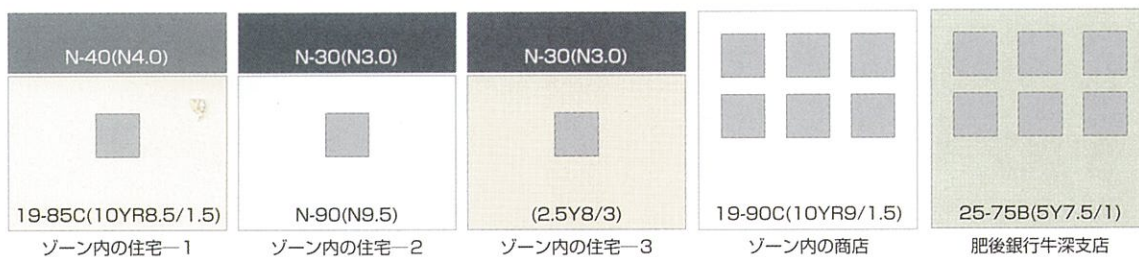 N-40(N4.0)
N-30(N3.0)
N-30(N3.0)
19-85C(10YR8.5/1.5)
N-90(N9.5)
(2.5Y8/3)
19-90C(10YR9/1.5)
25-75B(5Y7.5/1)
ゾーン内の住宅―1
ゾーン内の住宅―2
ゾーン内の住宅―3
ゾーン内の商店
肥後銀行牛深支店